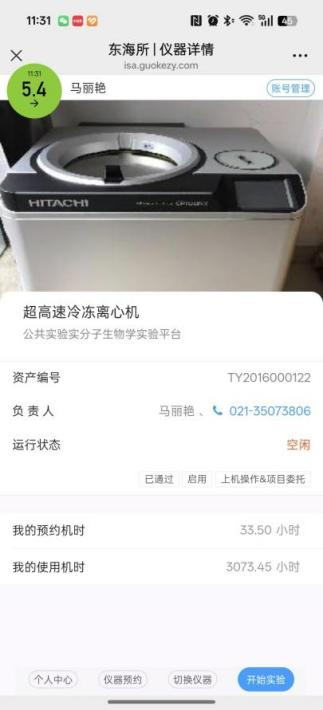 11:31
45
东海所 | 仪器详情
isa.guokezy.com
11:31
5.4
→
马丽艳
账号管理
HITACHI
超高速冷冻离心机
公共实验实分子生物学实验平台
资产编号 TY2016000122
负 责 人 马丽艳 、 021-35073806
运行状态 空闲
已通过 启用 上机操作&项目委托
我的预约机时 33.50 小时
我的使用机时 3073.45 小时
个人中心 仪器预约 切换仪器 开始实验